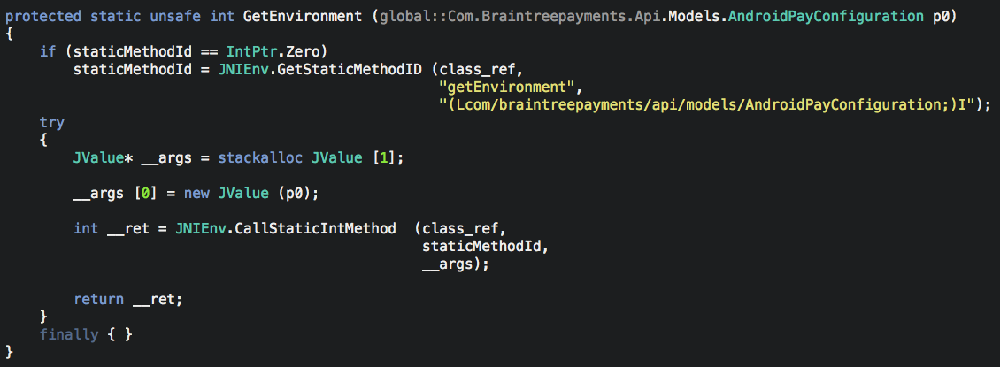 protected static unsafe int GetEnvironment (global::Com.Braintreepayments.Api.Models.AndroidPayConfiguration p0)
{
    if (staticMethodId == IntPtr.Zero)
        staticMethodId = JNIEnv.GetStaticMethodID (class_ref,
                                                   "getEnvironment",
                                                   "(Lcom/braintreepayments/api/models/AndroidPayConfiguration;)I");
    try
    {
        JValue* __args = stackalloc JValue [1];

        __args [0] = new JValue (p0);

        int __ret = JNIEnv.CallStaticIntMethod  (class_ref,
                                                 staticMethodId,
                                                 __args);

        return __ret;
    }
    finally { }
}